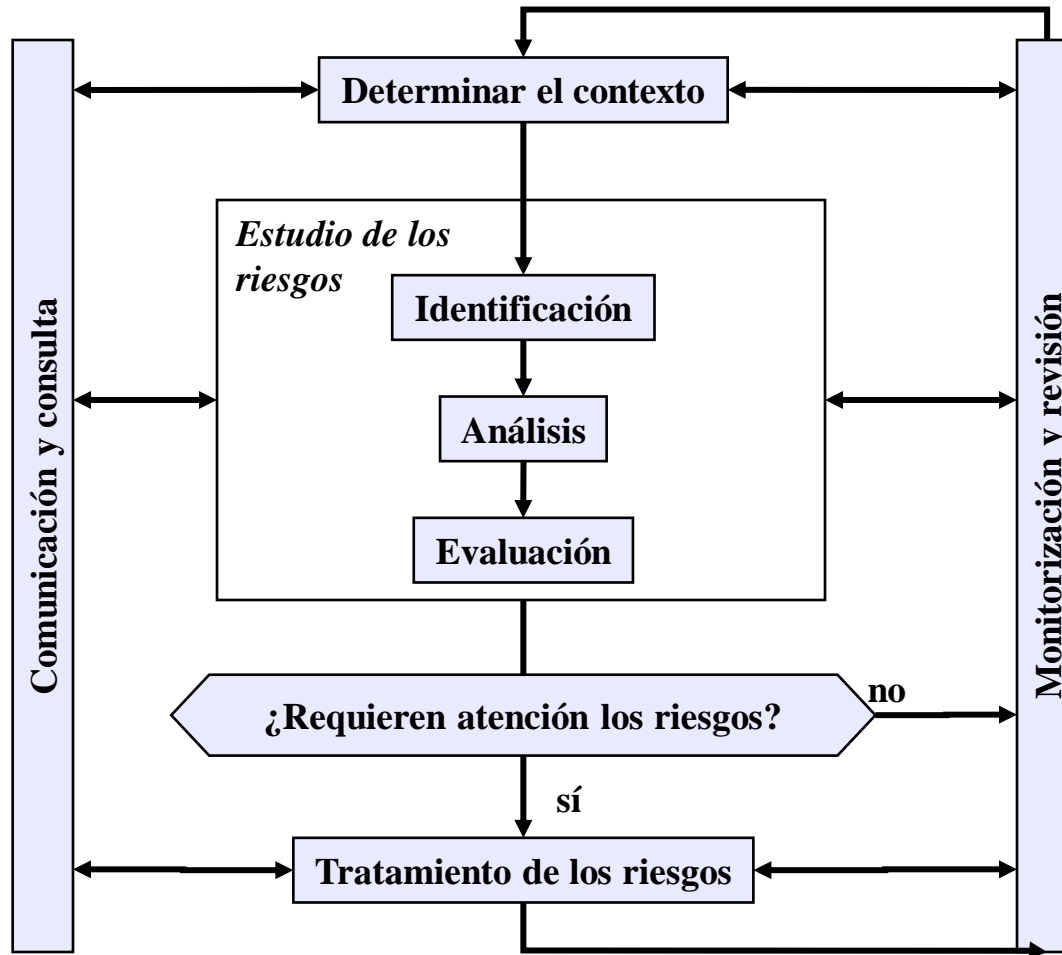 Determinar el contexto
Estudio de los
riesgos
Identificación
Análisis
Evaluación
¿Requieren atención los riesgos?
no
sí
Tratamiento de los riesgos
Comunicación y consulta
Monitorización y revisión